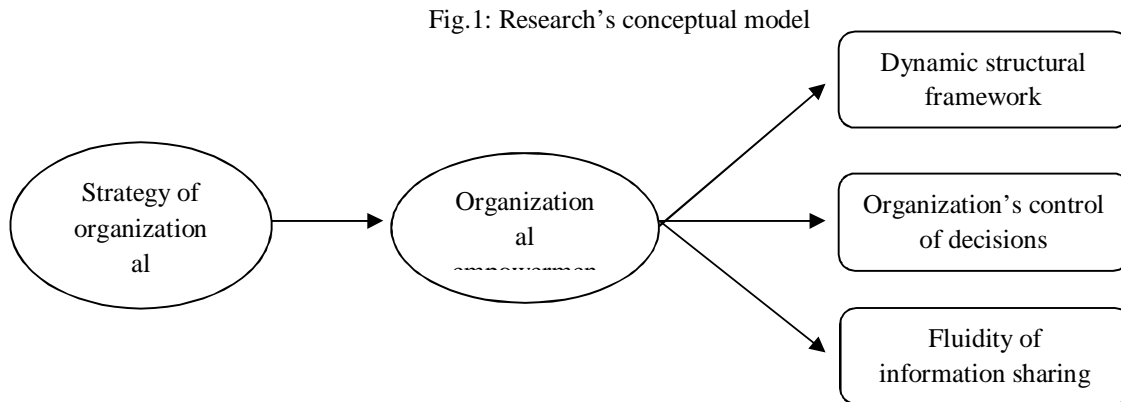 Fig.1: Research’s conceptual model
Dynamic structural
framework
Strategy of
organizational
al
Organization
al
Organization’s control
of decisions
Fluidity of
information sharing